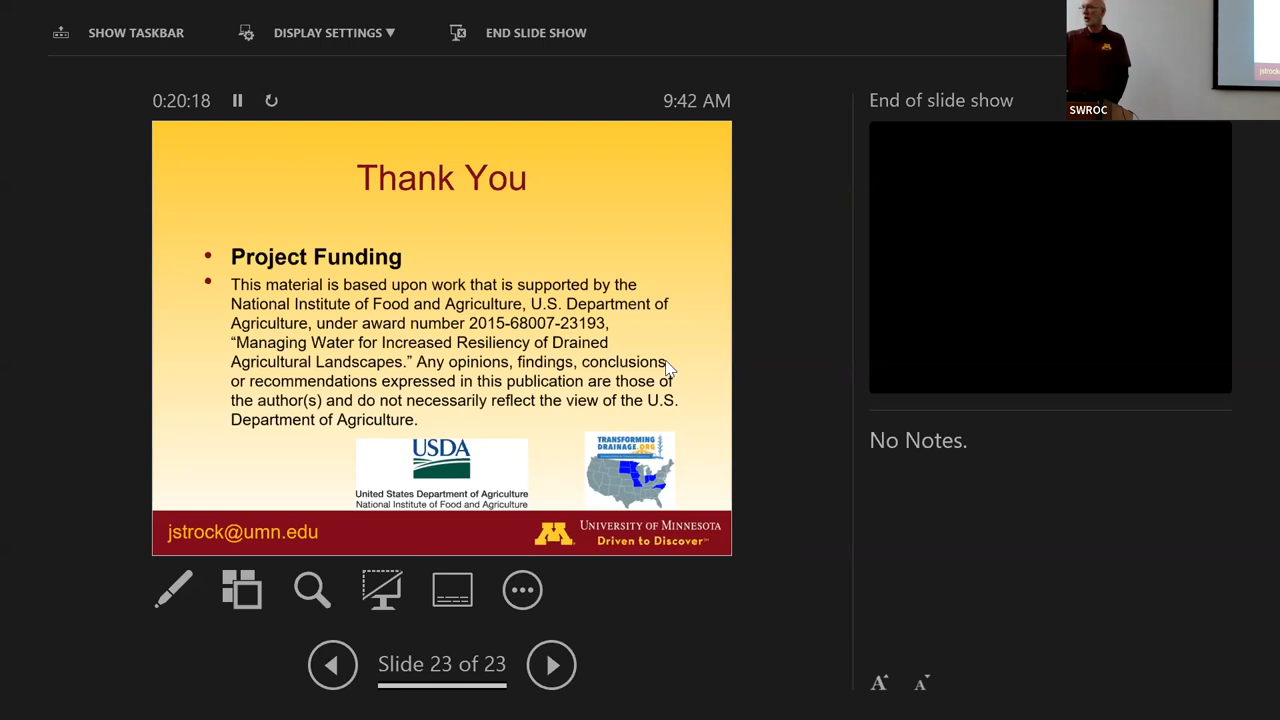 SHOW TASKBAR
DISPLAY SETTINGS ▼
END SLIDE SHOW
jstrock
SWROC
0:20:18
9:42 AM
End of slide show
Thank You
• Project Funding
• This material is based upon work that is supported by the
National Institute of Food and Agriculture, U.S. Department of
Agriculture, under award number 2015-68007-23193,
“Managing Water for Increased Resiliency of Drained
Agricultural Landscapes.” Any opinions, findings, conclusions,
or recommendations expressed in this publication are those of
the author(s) and do not necessarily reflect the view of the U.S.
Department of Agriculture.
USDA
United States Department of Agriculture
National Institute of Food and Agriculture
TRANSFORMING
DRAINAGE.ORG
jstrock@umn.edu
M
UNIVERSITY OF MINNESOTA
Driven to Discover
No Notes.
Slide 23 of 23
A
A